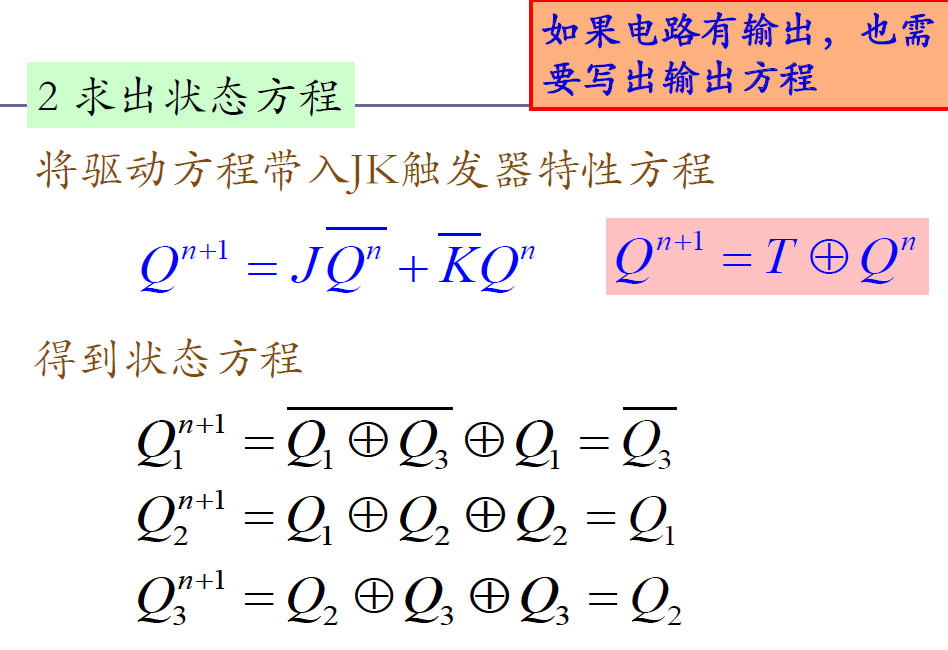 如果电路有输出，也需
要写出输出方程
2 求出状态方程
将驱动方程带入JK触发器特性方程
$Q^{n+1} = J\overline{Q^n} + \overline{K}Q^n$
$Q^{n+1} = T \oplus Q^n$
得到状态方程
$Q_1^{n+1} = \overline{Q_1 \oplus Q_3} \oplus Q_1 = \overline{Q_3}$
$Q_2^{n+1} = Q_1 \oplus Q_2 \oplus Q_2 = Q_1$
$Q_3^{n+1} = Q_2 \oplus Q_3 \oplus Q_3 = Q_2$